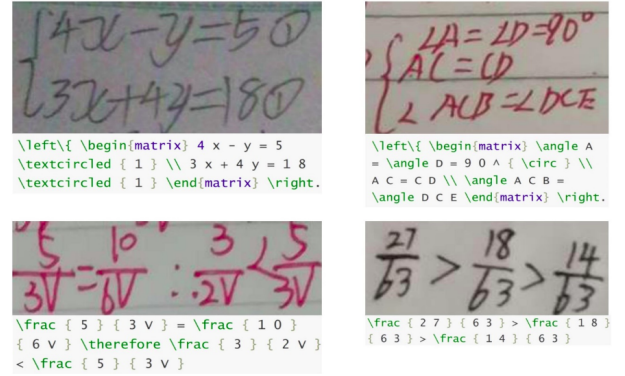 4x-y=5①
3x+4y=18①
\left\{ \begin{matrix} 4 x - y = 5
\textcircled { 1 } \\ 3 x + 4 y = 1 8
\textcircled { 1 } \end{matrix} \right.
∠A=∠D=90°
AC=CD
∠ACB=∠DCE
\left\{ \begin{matrix} \angle A
= \angle D = 9 0 ^ { \circ } \\
A C = C D \\ \angle A C B =
\angle D C E \end{matrix} \right.
5/3V=10/6V ∴ 3/2V<5/3V
\frac { 5 } { 3 V } = \frac { 1 0 }
{ 6 V } \therefore \frac { 3 } { 2 V }
< \frac { 5 } { 3 V }
27/63>18/63>14/63
\frac { 2 7 } { 6 3 } > \frac { 1 8 }
{ 6 3 } > \frac { 1 4 } { 6 3 }